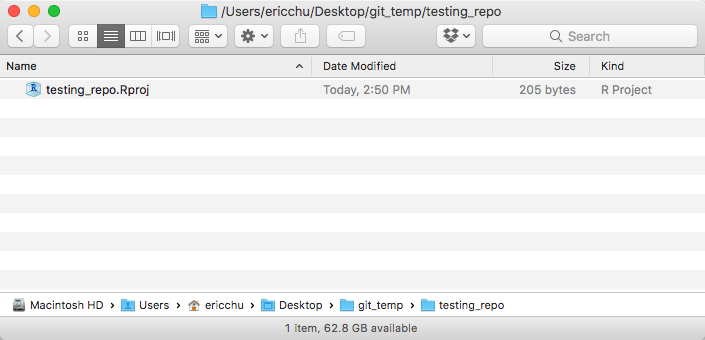 /Users/ericchu/Desktop/git_temp/testing_repo
Search
Name Date Modified Size Kind
testing_repo.Rproj Today, 2:50 PM 205 bytes R Project
Macintosh HD › Users › ericchu › Desktop › git_temp › testing_repo
1 item, 62.8 GB available